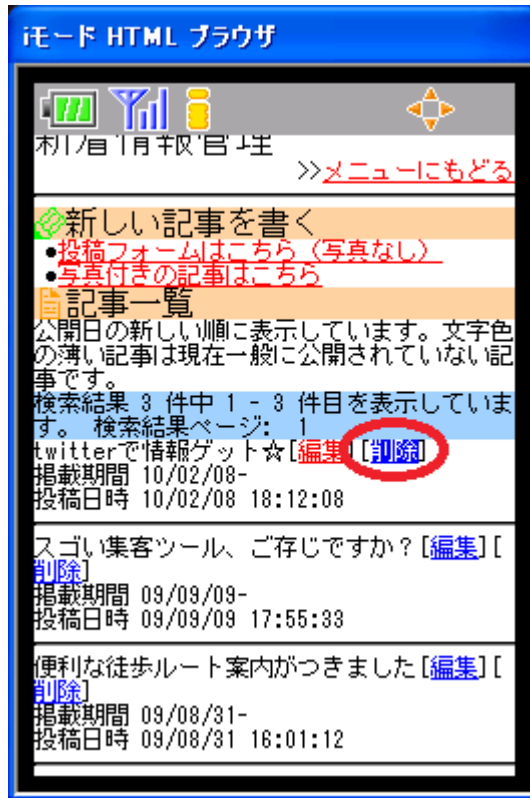 iモード HTML ブラウザ
新着情報管理
>>メニューにもどる
新しい記事を書く
●投稿フォームはこちら（写真なし）
●写真付きの記事はこちら
記事一覧
公開日の新しい順に表示しています。文字色
の薄い記事は現在一般に公開されていない記
事です。
検索結果 3 件中 1 - 3 件目を表示していま
す。 検索結果ページ: 1
twitterで情報ゲット☆[編集][削除]
掲載期間 10/02/08-
投稿日時 10/02/08 18:12:08
スゴい集客ツール、ご存じですか？[編集][
削除]
掲載期間 09/09/09-
投稿日時 09/09/09 17:55:33
便利な徒歩ルート案内がつきました[編集][
削除]
掲載期間 09/08/31-
投稿日時 09/08/31 16:01:12